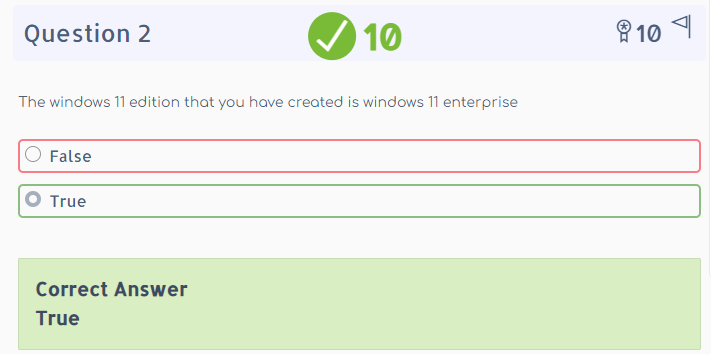 Question 2 10 10
The windows 11 edition that you have created is windows 11 enterprise
False
True
Correct Answer
True